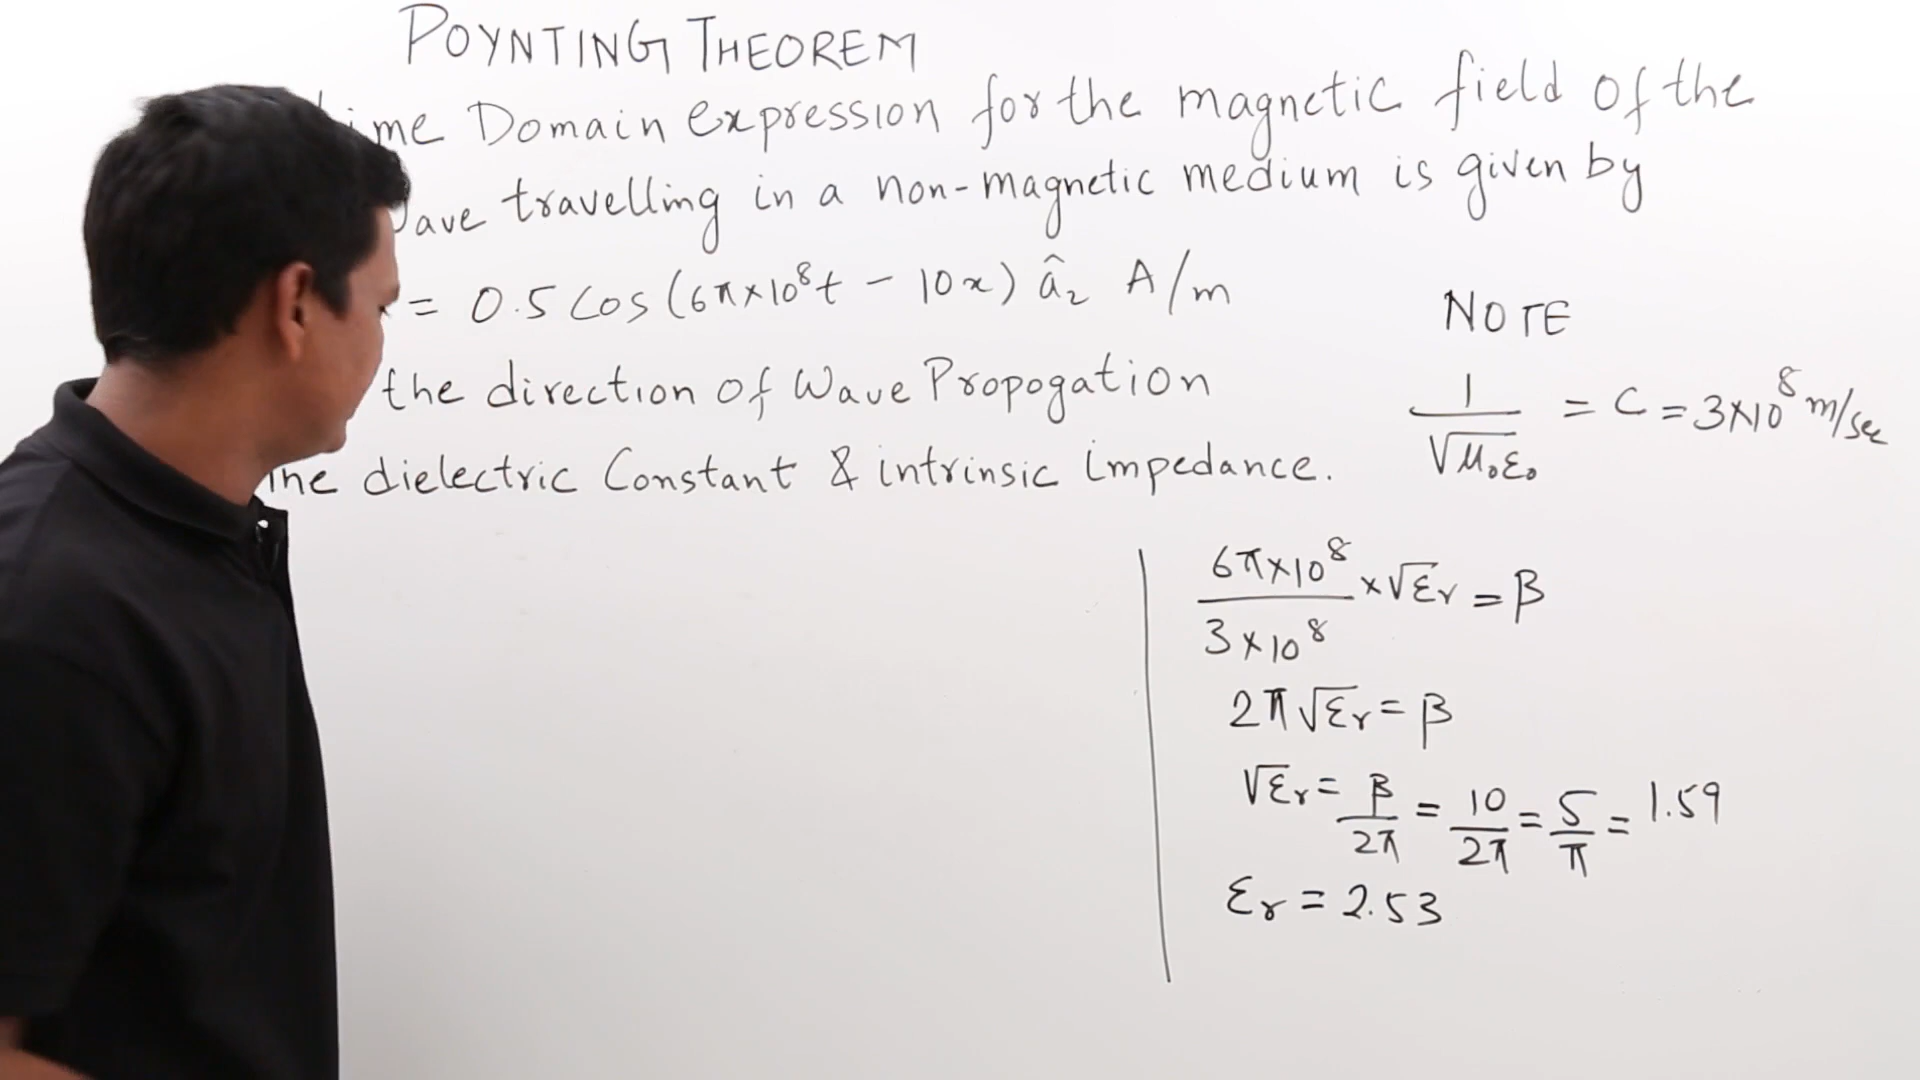 POYNTING THEOREM
Domain expression for the magnetic field of the
travelling in a non-magnetic medium is given by
= 0.5 Cos (6π×10⁸t - 10x) â₂ A/m
the direction of Wave Propogation
dielectric Constant & intrinsic impedance.
NOTE
1/√μ₀ε₀ = C = 3×10⁸ m/sec
6π×10⁸/3×10⁸ ×√εr = β
2π√εr = β
√εr = β/2π = 10/2π = 5/π = 1.59
εr = 2.53